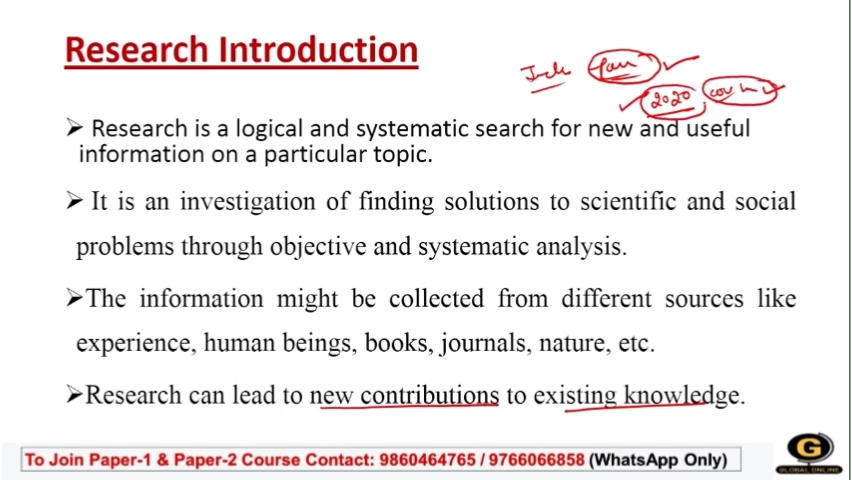 Research Introduction
2020
➢ Research is a logical and systematic search for new and useful
information on a particular topic.
➢ It is an investigation of finding solutions to scientific and social
problems through objective and systematic analysis.
➢The information might be collected from different sources like
experience, human beings, books, journals, nature, etc.
➢Research can lead to new contributions to existing knowledge.
To Join Paper-1 & Paper-2 Course Contact: 9860464765 / 9766066858 (WhatsApp Only)
G
GLOBAL ONLINE